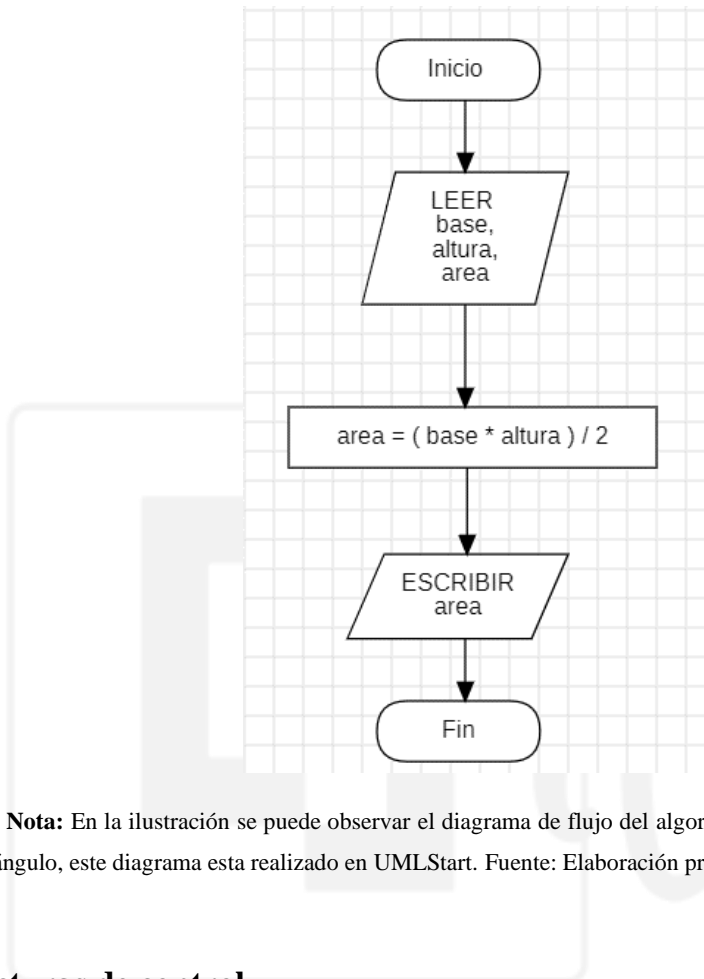 Inicio
LEER
base,
altura,
area
area = ( base * altura ) / 2
ESCRIBIR
area
Fin
Nota: En la ilustración se puede observar el diagrama de flujo del algor
ángulo, este diagrama esta realizado en UMLStart. Fuente: Elaboración pr